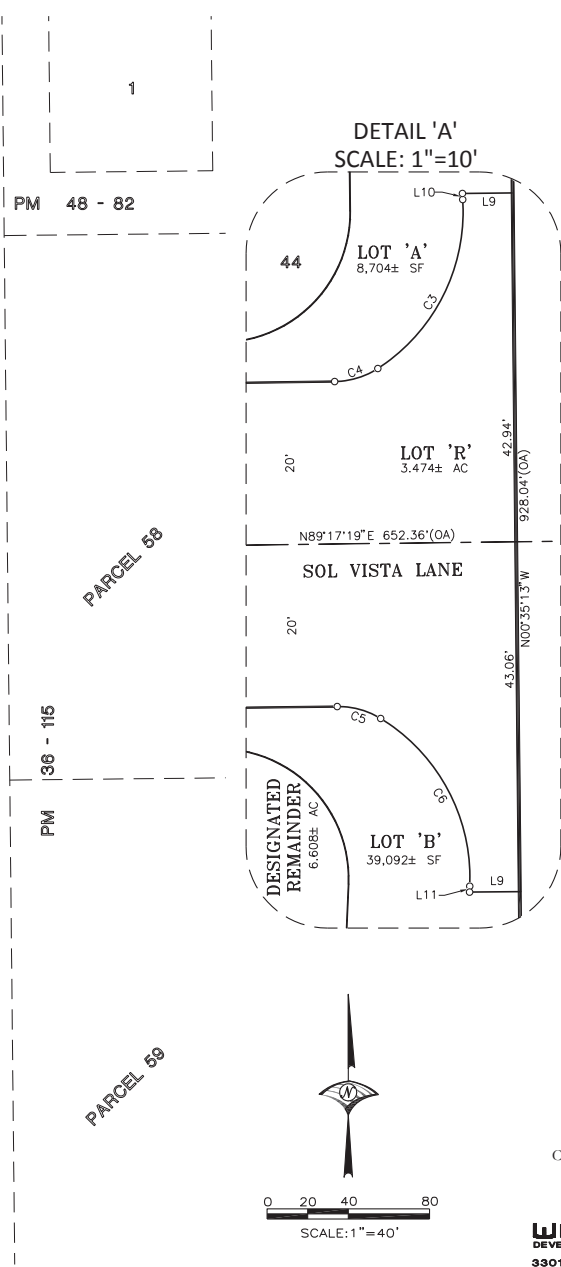 1
DETAIL 'A'
SCALE: 1"=10'
PM 48 - 82
L10
L9
44
LOT 'A'
8,704± SF
C3
C4
42.94'
20'
LOT 'R'
3.474± AC
928.04'(OA)
N89°17'19"E 652.36'(OA)
SOL VISTA LANE
PARCEL 58
N00°35'13"W
20'
43.06'
C5
PM 36 - 115
C6
DESIGNATED
REMAINDER
6.608± AC
LOT 'B'
39,092± SF
L9
L11
PARCEL 59
N
0 20 40 80
SCALE:1"=40'
C
DEVE
3301